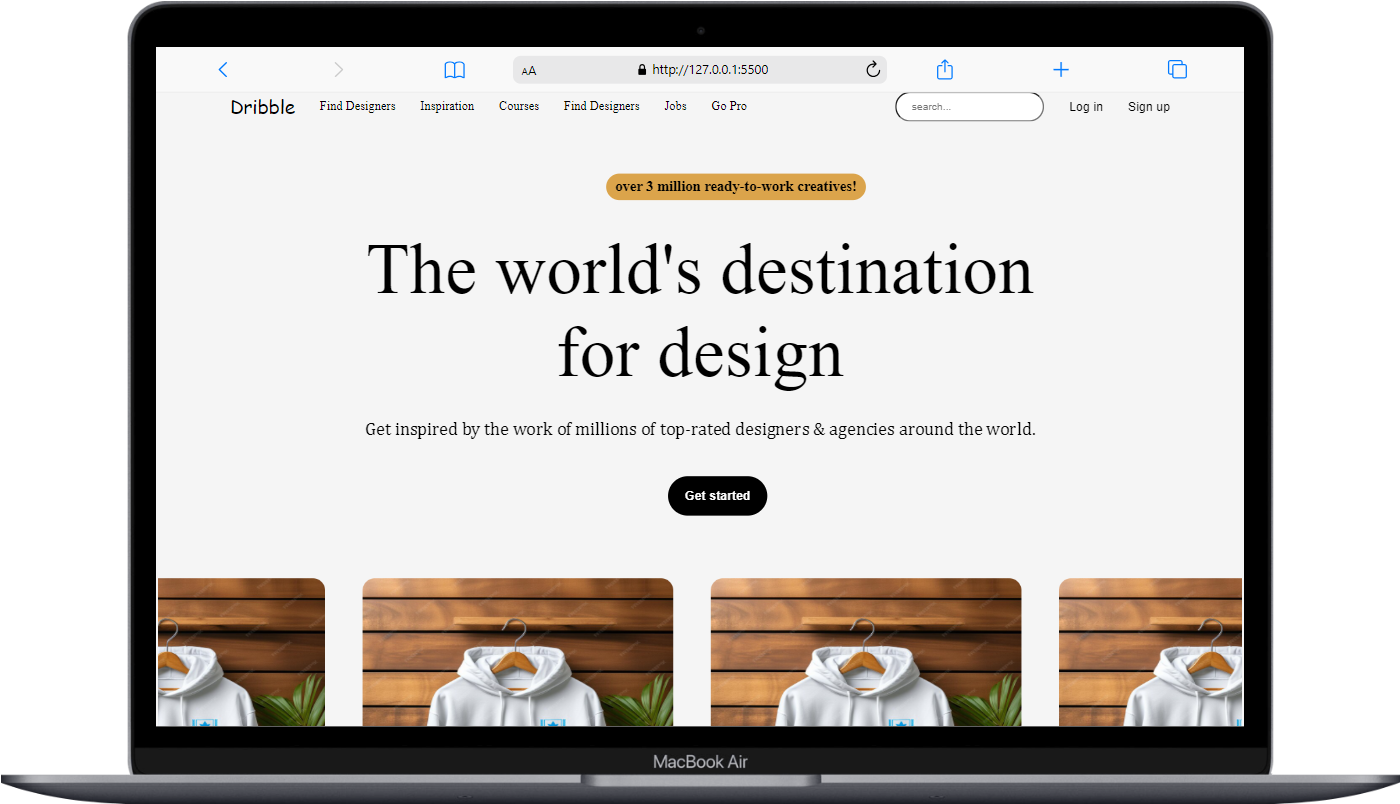 AA http://127.0.0.1:5500
Dribble Find Designers Inspiration Courses Find Designers Jobs Go Pro search... Log in Sign up
over 3 million ready-to-work creatives!
The world's destination
for design
Get inspired by the work of millions of top-rated designers & agencies around the world.
Get started
MacBook Air